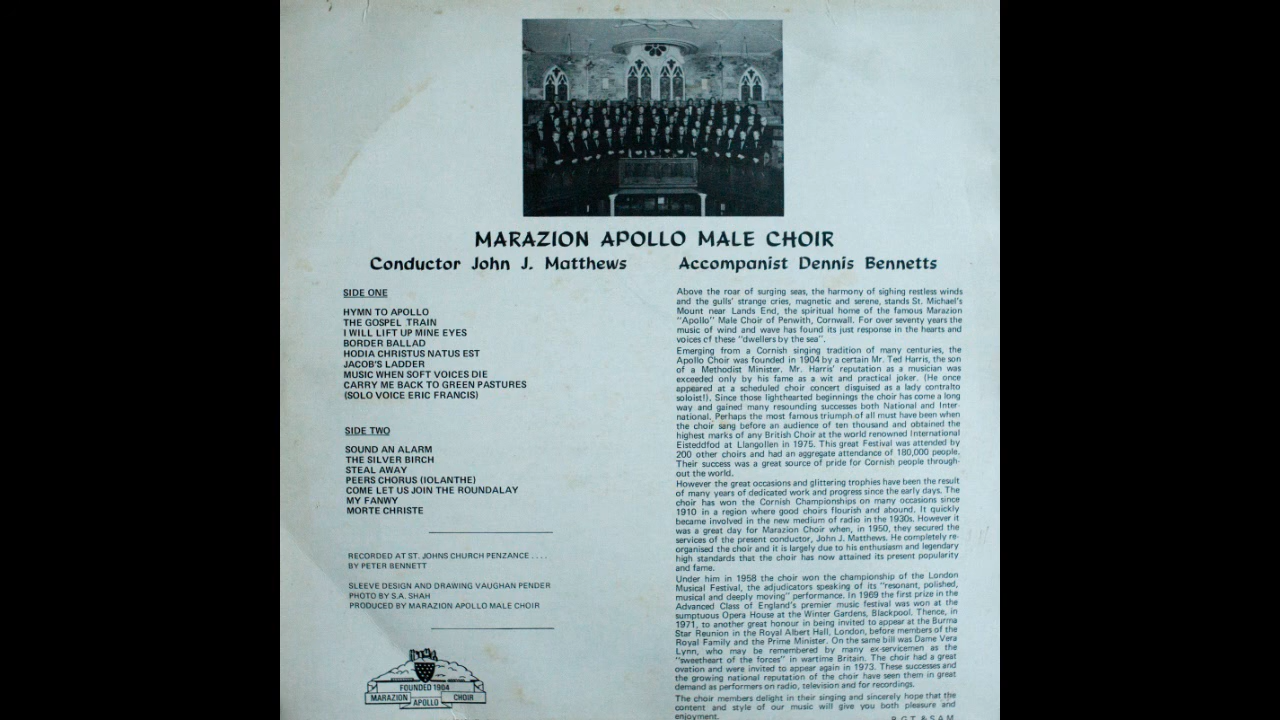 MARAZION APOLLO MALE CHOIR
Conductor John J. Matthews
Accompanist Dennis Bennetts
SIDE ONE
HYMN TO APOLLO
THE GOSPEL TRAIN
I WILL LIFT UP MINE EYES
BORDER BALLAD
HODIA CHRISTUS NATUS EST
JACOB'S LADDER
MUSIC WHEN SOFT VOICES DIE
CARRY ME BACK TO GREEN PASTURES
(SOLO VOICE ERIC FRANCIS)
SIDE TWO
SOUND AN ALARM
THE SILVER BIRCH
STEAL AWAY
PEERS CHORUS (IOLANTHE)
COME LET US JOIN THE ROUNDALAY
MY FANWY
MORTE CHRISTE
RECORDED AT ST. JOHNS CHURCH PENZANCE . . . .
BY PETER BENNETT
SLEEVE DESIGN AND DRAWING VAUGHAN PENDER
PHOTO BY S.A. SHAH
PRODUCED BY MARAZION APOLLO MALE CHOIR
FOUNDED 1904
MARAZION APOLLO CHOIR
Above the roar of surging seas, the harmony of sighing restless winds
and the gulls' strange cries, magnetic and serene, stands St. Michael's
Mount near Lands End, the spiritual home of the famous Marazion
"Apollo" Male Choir of Penwith, Cornwall. For over seventy years the
music of wind and wave has found its just response in the hearts and
voices of these "dwellers by the sea".
Emerging from a Cornish singing tradition of many centuries, the
Apollo Choir was founded in 1904 by a certain Mr. Ted Harris, the son
of a Methodist Minister. Mr. Harris' reputation as a musician was
exceeded only by his fame as a wit and practical joker. (He once
appeared at a scheduled choir concert disguised as a lady contralto
soloist!). Since those lighthearted beginnings the choir has come a long
way and gained many resounding successes both National and Inter-
national. Perhaps the most famous triumph of all must have been when
the choir sang before an audience of ten thousand and obtained the
highest marks of any British Choir at the world renowned International
Eisteddfod at Llangollen in 1975. This great Festival was attended by
200 other choirs and had an aggregate attendance of 180,000 people.
Their success was a great source of pride for Cornish people through-
out the world.
However the great occasions and glittering trophies have been the result
of many years of dedicated work and progress since the early days. The
choir has won the Cornish Championships on many occasions since
1910 in a region where good choirs flourish and abound. It quickly
became involved in the new medium of radio in the 1930s. However it
was a great day for Marazion Choir when, in 1950, they secured the
services of the present conductor, John J. Matthews. He completely re-
organised the choir and it is largely due to his enthusiasm and legendary
high standards that the choir has now attained its present popularity
and fame.
Under him in 1958 the choir won the championship of the London
Musical Festival, the adjudicators speaking of its "resonant, polished,
musical and deeply moving" performance. In 1969 the first prize in the
Advanced Class of England's premier music festival was won at the
sumptuous Opera House at the Winter Gardens, Blackpool. Thence, in
1971, to another great honour in being invited to appear at the Burma
Star Reunion in the Royal Albert Hall, London, before members of the
Royal Family and the Prime Minister. On the same bill was Dame Vera
Lynn, who may be remembered by many ex-servicemen as the
"sweetheart of the forces" in wartime Britain. The choir had a great
ovation and were invited to appear again in 1973. These successes and
the growing national reputation of the choir have seen them in great
demand as performers on radio, television and for recordings.
The choir members delight in their singing and sincerely hope that the
content and style of our music will give you both pleasure and
enjoyment.